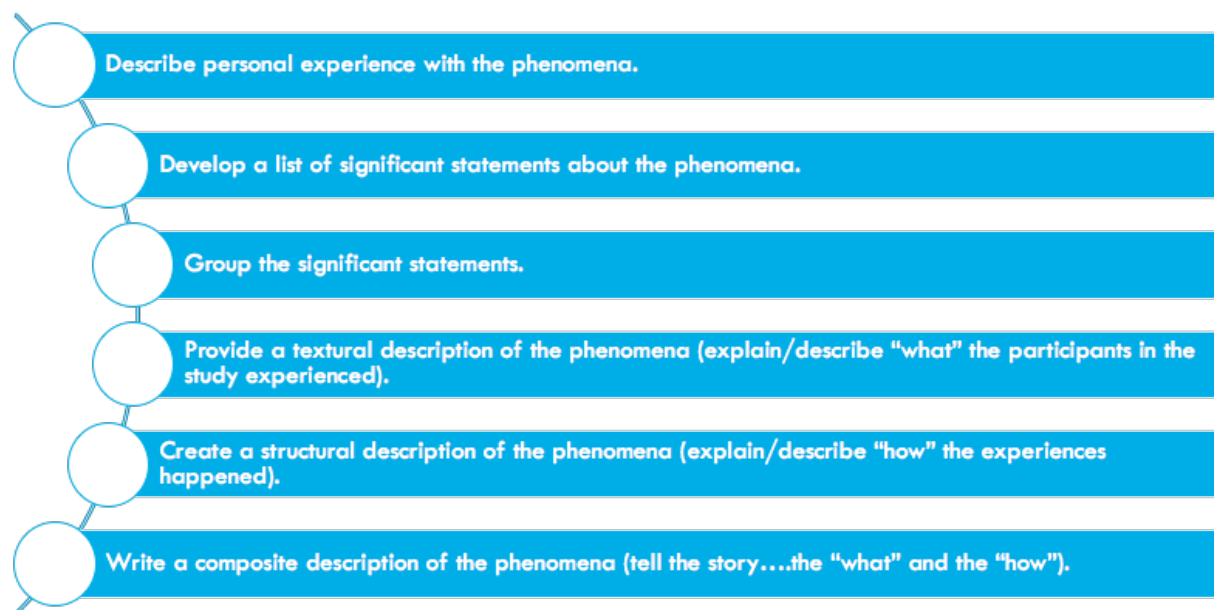 Describe personal experience with the phenomena.
Develop a list of significant statements about the phenomena.
Group the significant statements.
Provide a textural description of the phenomena (explain/describe “what” the participants in the
study experienced).
Create a structural description of the phenomena (explain/describe “how” the experiences
happened).
Write a composite description of the phenomena (tell the story....the “what” and the “how”).